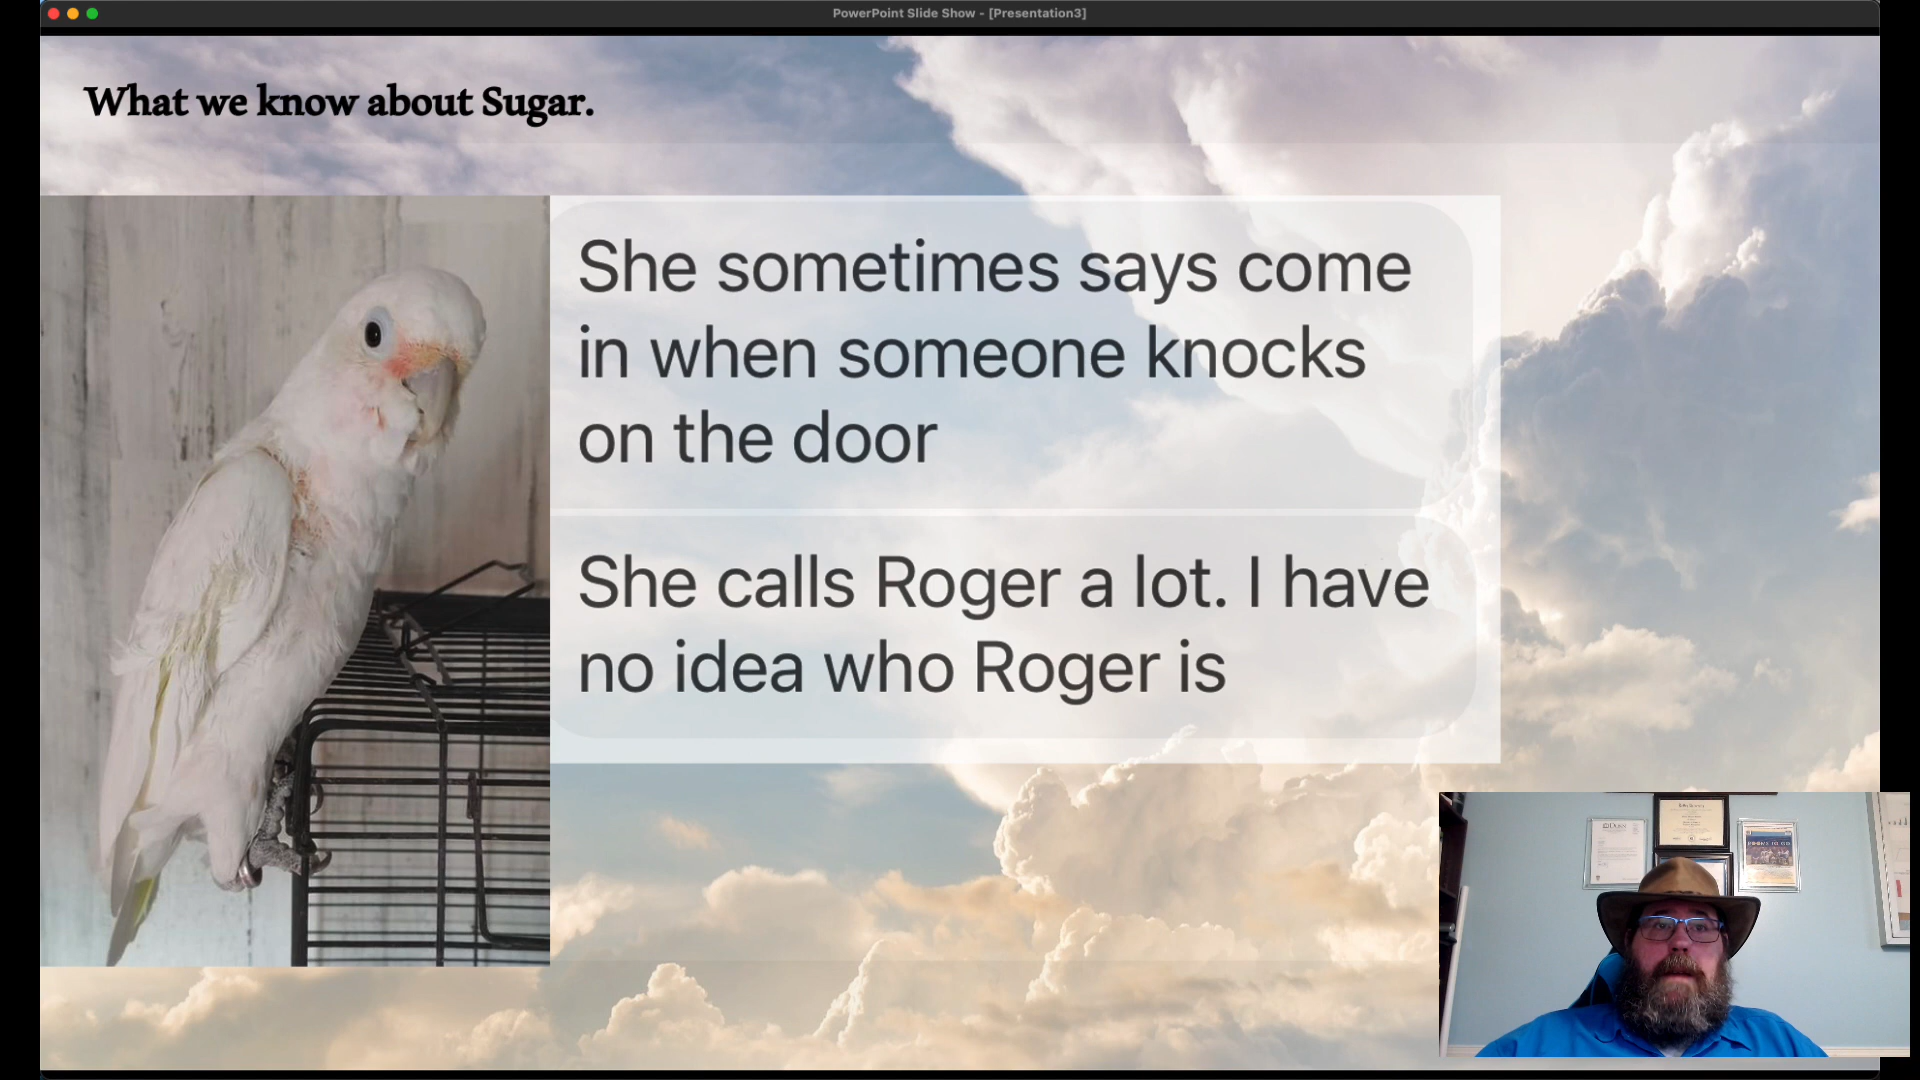 PowerPoint Slide Show - [Presentation3]
What we know about Sugar.
She sometimes says come
in when someone knocks
on the door
She calls Roger a lot. I have
no idea who Roger is